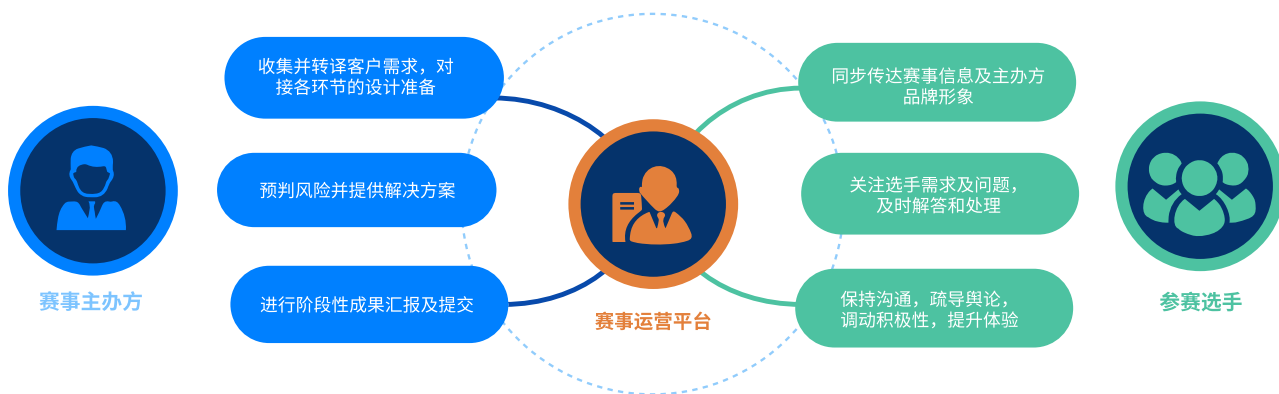 收集并转译客户需求，对
接各环节的设计准备
预判风险并提供解决方案
进行阶段性成果汇报及提交
赛事主办方
赛事运营平台
同步传达赛事信息及主办方
品牌形象
关注选手需求及问题，
及时解答和处理
保持沟通，疏导舆论，
调动积极性，提升体验
参赛选手